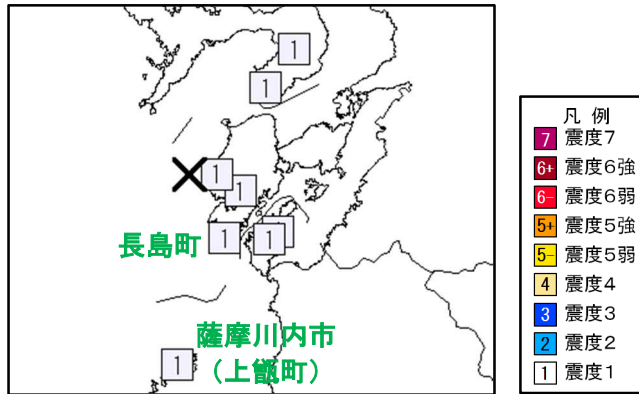 1
1
1
1
長島町
1
1
1
薩摩川内市
（上甑町）
1
凡 例
7 震度7
6+ 震度6強
6- 震度6弱
5+ 震度5強
5- 震度5弱
4 震度4
3 震度3
2 震度2
1 震度1